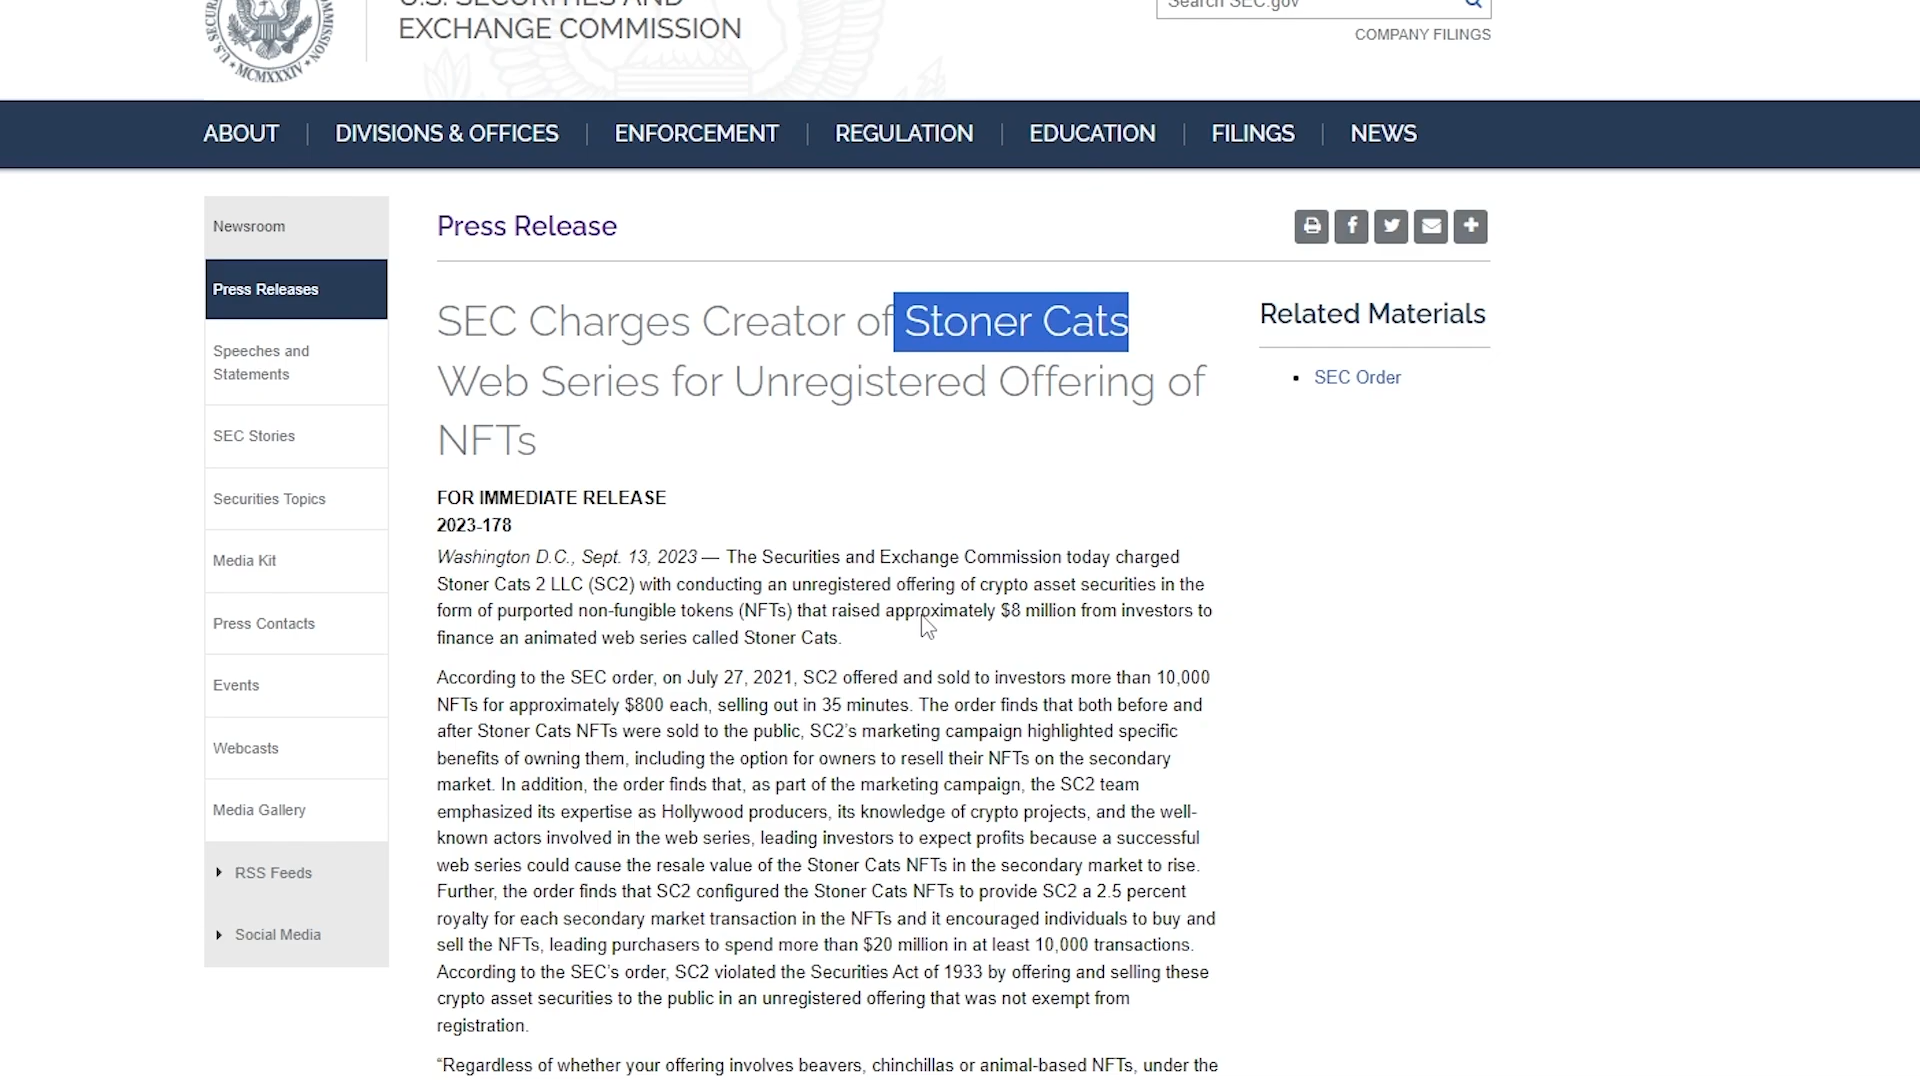 U.S. SECURITIES AND
EXCHANGE COMMISSION
Search SEC.gov
COMPANY FILINGS
MCMXXXIV
ABOUT
DIVISIONS & OFFICES
ENFORCEMENT
REGULATION
EDUCATION
FILINGS
NEWS
Newsroom
Press Releases
Speeches and
Statements
SEC Stories
Securities Topics
Media Kit
Press Contacts
Events
Webcasts
Media Gallery
RSS Feeds
Social Media
Press Release
SEC Charges Creator of Stoner Cats
Web Series for Unregistered Offering of
NFTs
FOR IMMEDIATE RELEASE
2023-178
Washington D.C., Sept. 13, 2023 — The Securities and Exchange Commission today charged
Stoner Cats 2 LLC (SC2) with conducting an unregistered offering of crypto asset securities in the
form of purported non-fungible tokens (NFTs) that raised approximately $8 million from investors to
finance an animated web series called Stoner Cats.
According to the SEC order, on July 27, 2021, SC2 offered and sold to investors more than 10,000
NFTs for approximately $800 each, selling out in 35 minutes. The order finds that both before and
after Stoner Cats NFTs were sold to the public, SC2’s marketing campaign highlighted specific
benefits of owning them, including the option for owners to resell their NFTs on the secondary
market. In addition, the order finds that, as part of the marketing campaign, the SC2 team
emphasized its expertise as Hollywood producers, its knowledge of crypto projects, and the well-
known actors involved in the web series, leading investors to expect profits because a successful
web series could cause the resale value of the Stoner Cats NFTs in the secondary market to rise.
Further, the order finds that SC2 configured the Stoner Cats NFTs to provide SC2 a 2.5 percent
royalty for each secondary market transaction in the NFTs and it encouraged individuals to buy and
sell the NFTs, leading purchasers to spend more than $20 million in at least 10,000 transactions.
According to the SEC’s order, SC2 violated the Securities Act of 1933 by offering and selling these
crypto asset securities to the public in an unregistered offering that was not exempt from
registration.
“Regardless of whether your offering involves beavers, chinchillas or animal-based NFTs, under the
Related Materials
SEC Order